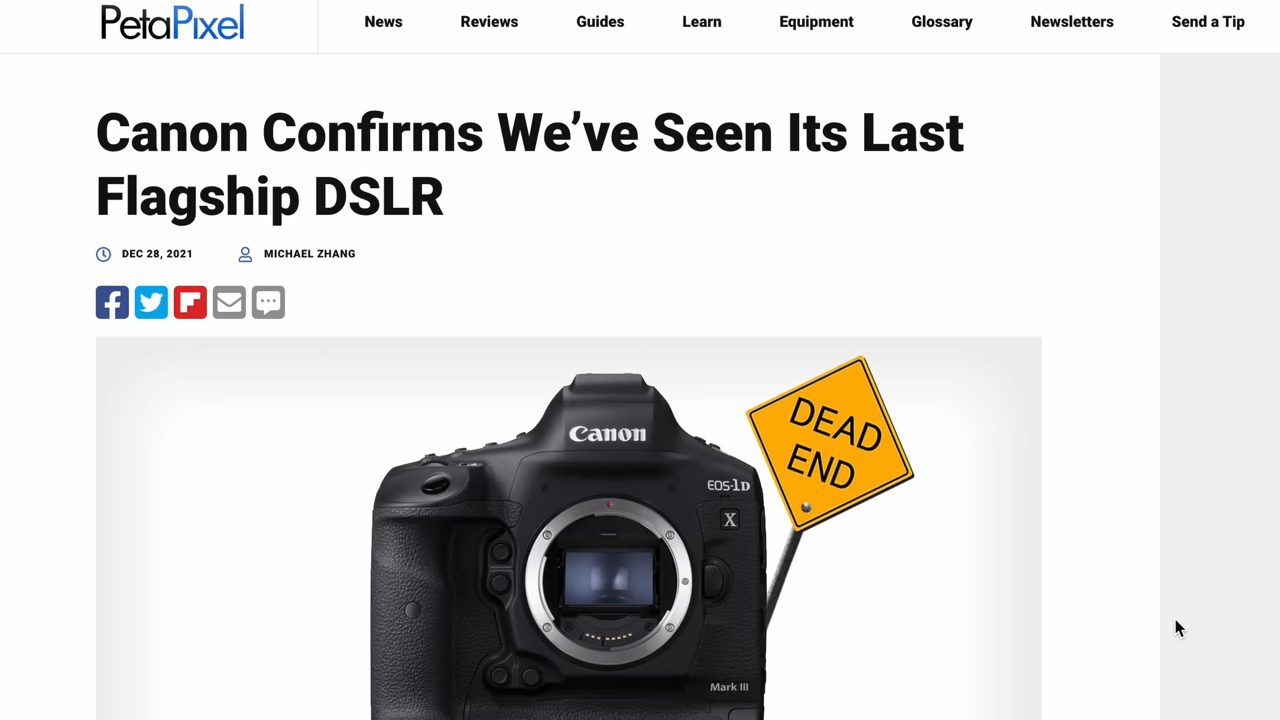 PetaPixel
News Reviews Guides Learn Equipment Glossary Newsletters Send a Tip
Canon Confirms We’ve Seen Its Last
Flagship DSLR
DEC 28, 2021 MICHAEL ZHANG
DEAD
END
Canon
EOS-1D
X
Mark III